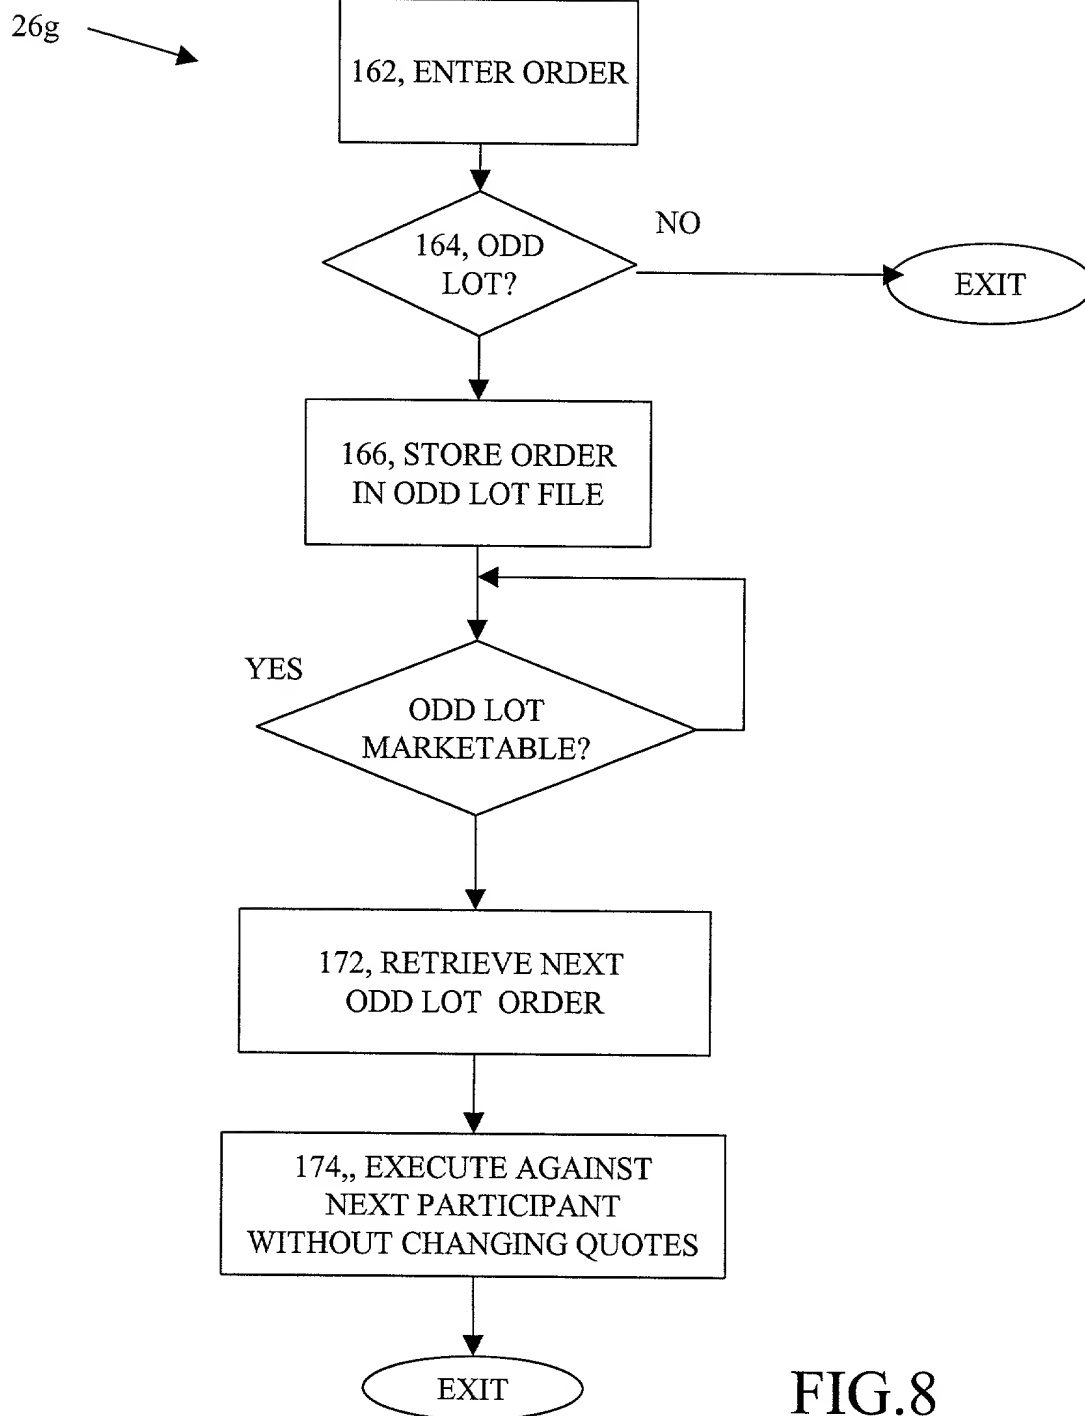 26g
162, ENTER ORDER
164, ODD
LOT?
NO
EXIT
166, STORE ORDER
IN ODD LOT FILE
YES
ODD LOT
MARKETABLE?
172, RETRIEVE NEXT
ODD LOT ORDER
174,, EXECUTE AGAINST
NEXT PARTICIPANT
WITHOUT CHANGING QUOTES
EXIT
FIG.8